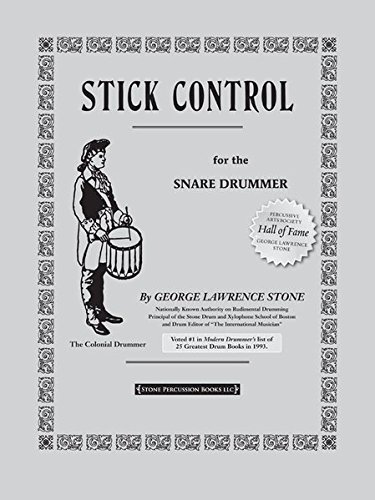 STICK CONTROL
for the
SNARE DRUMMER
PERCUSSIVE
ARTS SOCIETY
Hall of Fame
GEORGE LAWRENCE
STONE
By GEORGE LAWRENCE STONE
Nationally Known Authority on Rudimental Drumming
Principal of the Stone Drum and Xylophone School of Boston
and Drum Editor of "The International Musician"
The Colonial Drummer
Voted #1 in Modern Drummer's list of
25 Greatest Drum Books in 1993.
STONE PERCUSSION BOOKS LLC